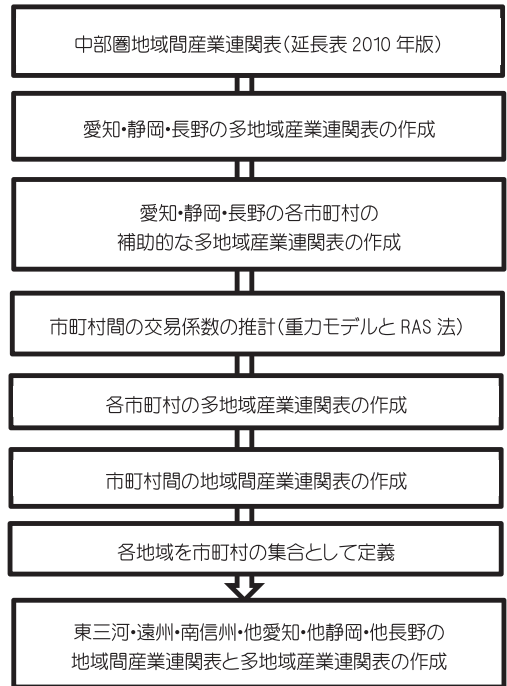 中部圏地域間産業連関表(延長表 2010 年版)
愛知・静岡・長野の多地域産業連関表の作成
愛知・静岡・長野の各市町村の
補助的な多地域産業連関表の作成
市町村間の交易係数の推計(重力モデルと RAS 法)
各市町村の多地域産業連関表の作成
市町村間の地域間産業連関表の作成
各地域を市町村の集合として定義
東三河・遠州・南信州・他愛知・他静岡・他長野の
地域間産業連関表と多地域産業連関表の作成